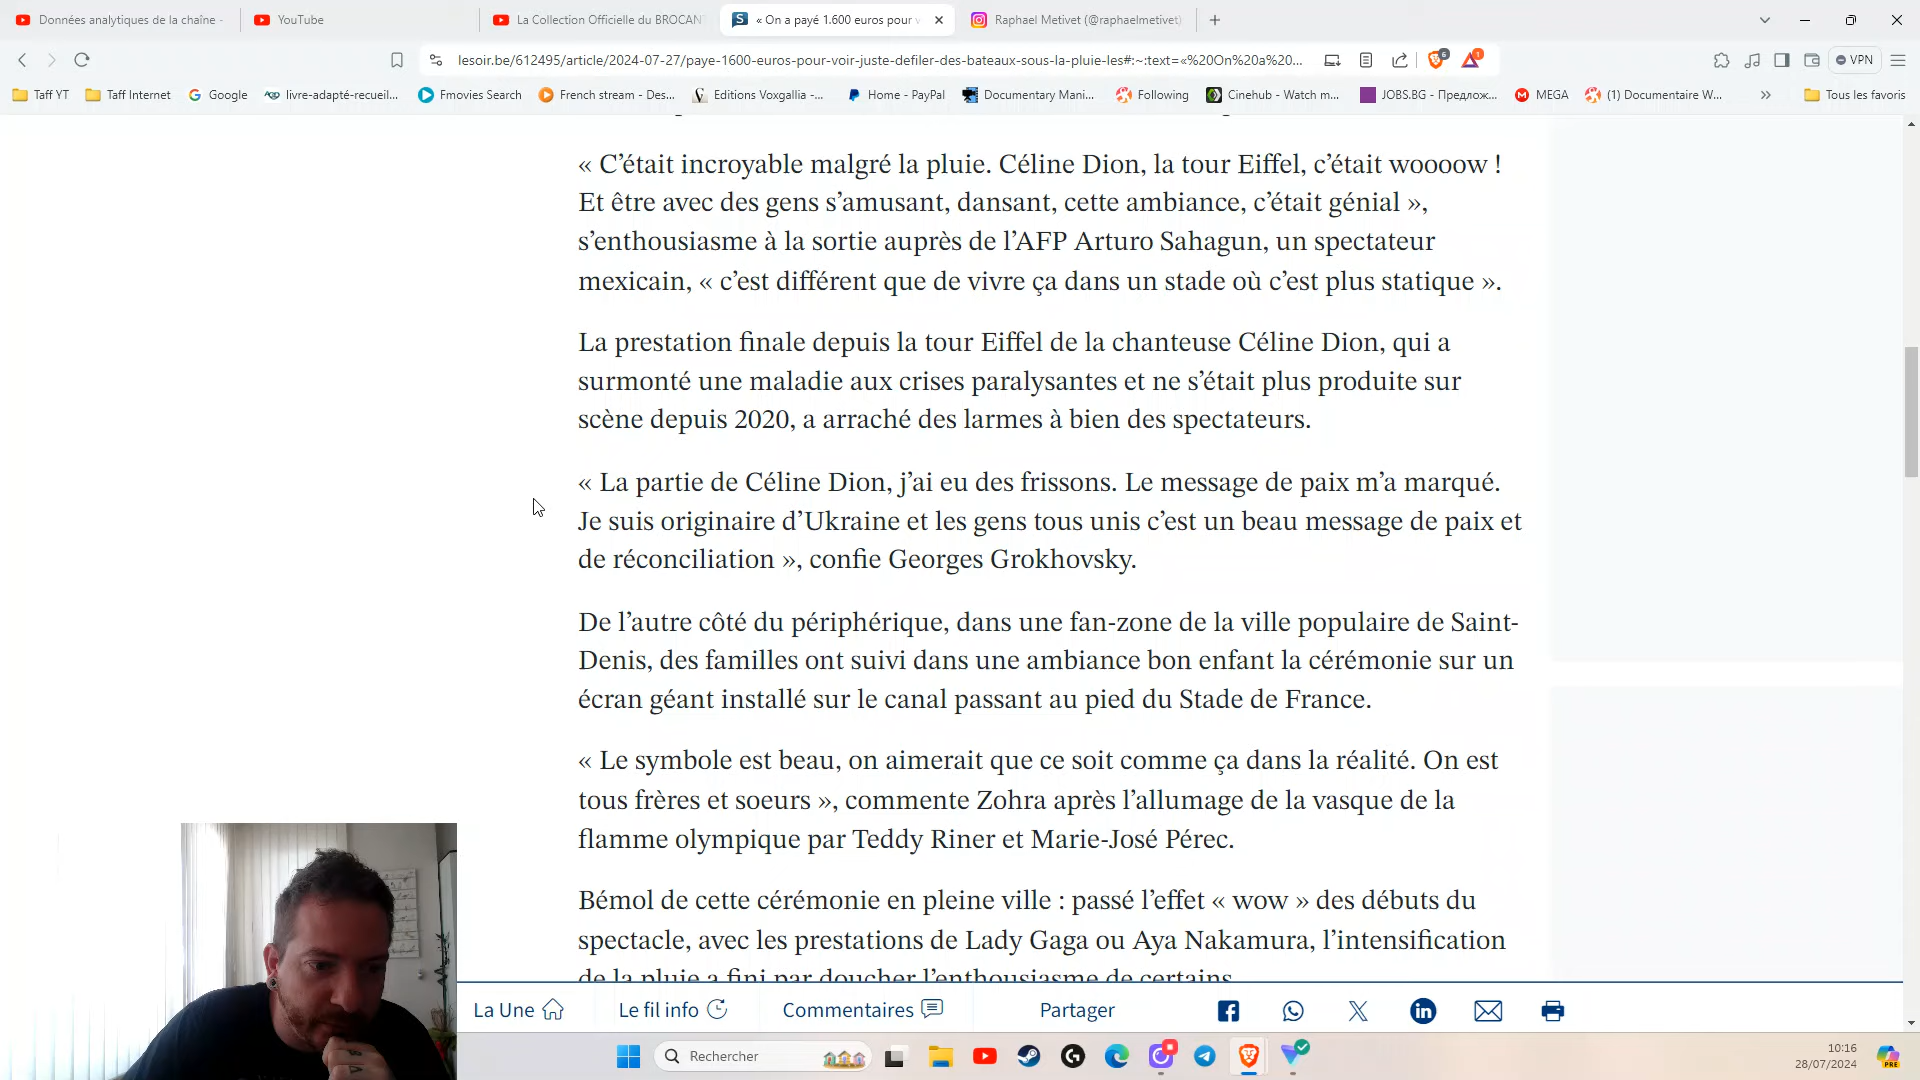 Données analytiques de la chaîne -
YouTube
La Collection Officielle du BROCAN
« On a payé 1.600 euros pour v
Raphael Metivet (@raphaelmetivet)
lesoir.be/612495/article/2024-07-27/paye-1600-euros-pour-voir-juste-defiler-des-bateaux-sous-la-pluie-les#:~:text=«%20On%20a%20...
6
1
VPN
Taff YT
Taff Internet
Google
livre-adapté-recueil...
Fmovies Search
French stream - Des...
Editions Voxgallia -...
Home - PayPal
Documentary Mani...
Following
Cinehub - Watch m...
JOBS.BG - Предлож...
MEGA
(1) Documentaire W...
Tous les favoris
« C’était incroyable malgré la pluie. Céline Dion, la tour Eiffel, c’était woooow !
Et être avec des gens s’amusant, dansant, cette ambiance, c’était génial »,
s’enthousiasme à la sortie auprès de l’AFP Arturo Sahagun, un spectateur
mexicain, « c’est différent que de vivre ça dans un stade où c’est plus statique ».
La prestation finale depuis la tour Eiffel de la chanteuse Céline Dion, qui a
surmonté une maladie aux crises paralysantes et ne s’était plus produite sur
scène depuis 2020, a arraché des larmes à bien des spectateurs.
« La partie de Céline Dion, j’ai eu des frissons. Le message de paix m’a marqué.
Je suis originaire d’Ukraine et les gens tous unis c’est un beau message de paix et
de réconciliation », confie Georges Grokhovsky.
De l’autre côté du périphérique, dans une fan-zone de la ville populaire de Saint-
Denis, des familles ont suivi dans une ambiance bon enfant la cérémonie sur un
écran géant installé sur le canal passant au pied du Stade de France.
« Le symbole est beau, on aimerait que ce soit comme ça dans la réalité. On est
tous frères et soeurs », commente Zohra après l’allumage de la vasque de la
flamme olympique par Teddy Riner et Marie-José Pérec.
Bémol de cette cérémonie en pleine ville : passé l’effet « wow » des débuts du
spectacle, avec les prestations de Lady Gaga ou Aya Nakamura, l’intensification
de la pluie a fini par doucher l’enthousiasme de certains.
La Une
Le fil info
Commentaires
Partager
Rechercher
10:16
28/07/2024
PRE